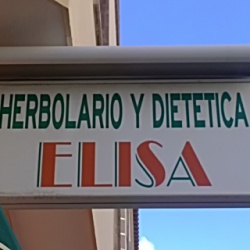 HERBOLARIO Y DIETETICA
ELISA